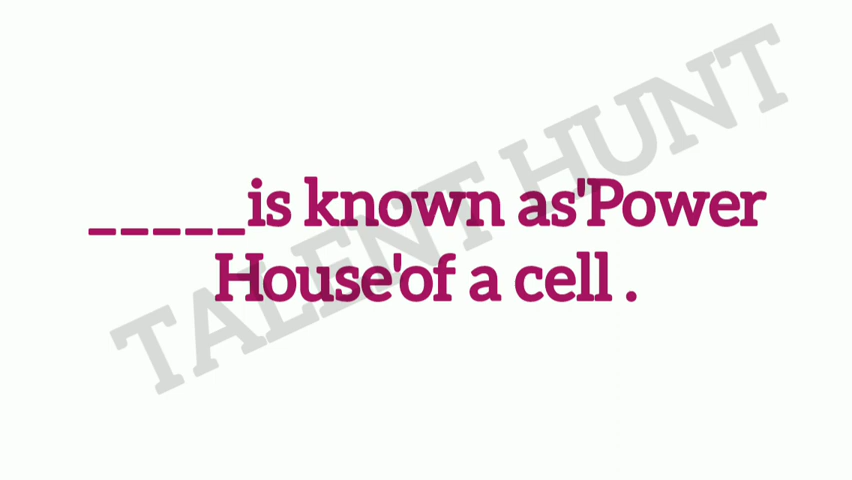 _____is known as'Power
House'of a cell .
TALENT HUNT